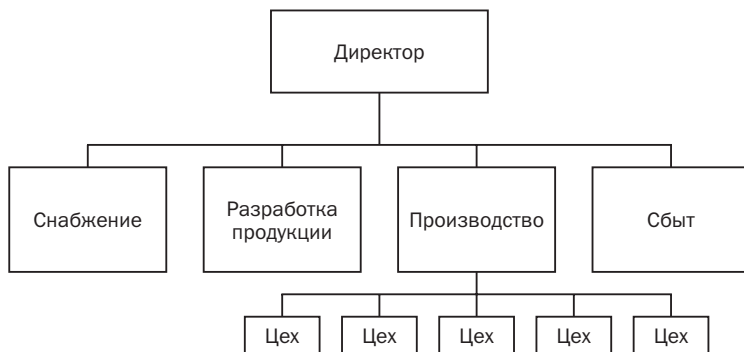 Директор
Снабжение
Разработка
продукции
Производство
Сбыт
Цех
Цех
Цех
Цех
Цех